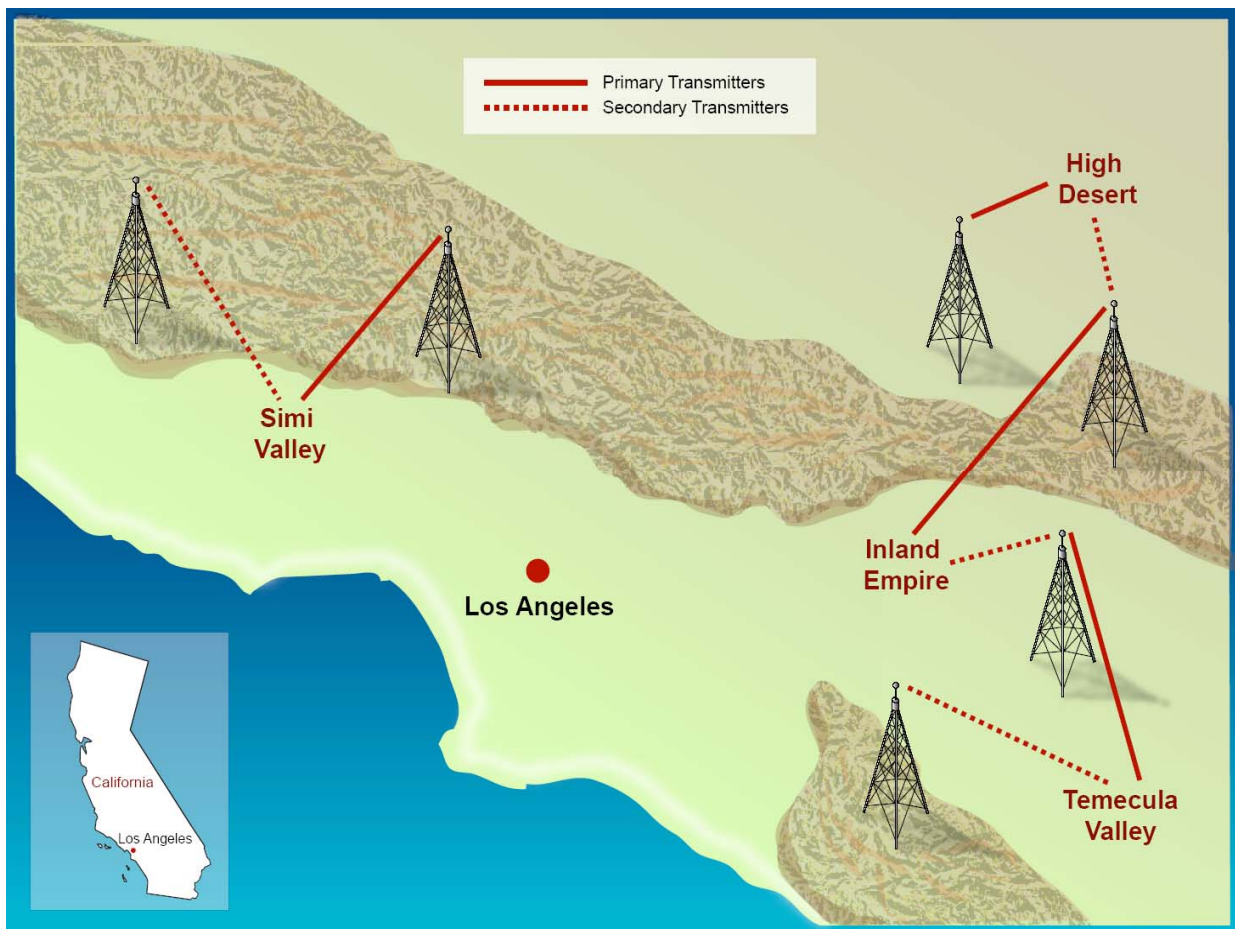 Primary Transmitters
Secondary Transmitters
High
Desert
Simi
Valley
Inland
Empire
Los Angeles
Temecula
Valley
California
Los Angeles